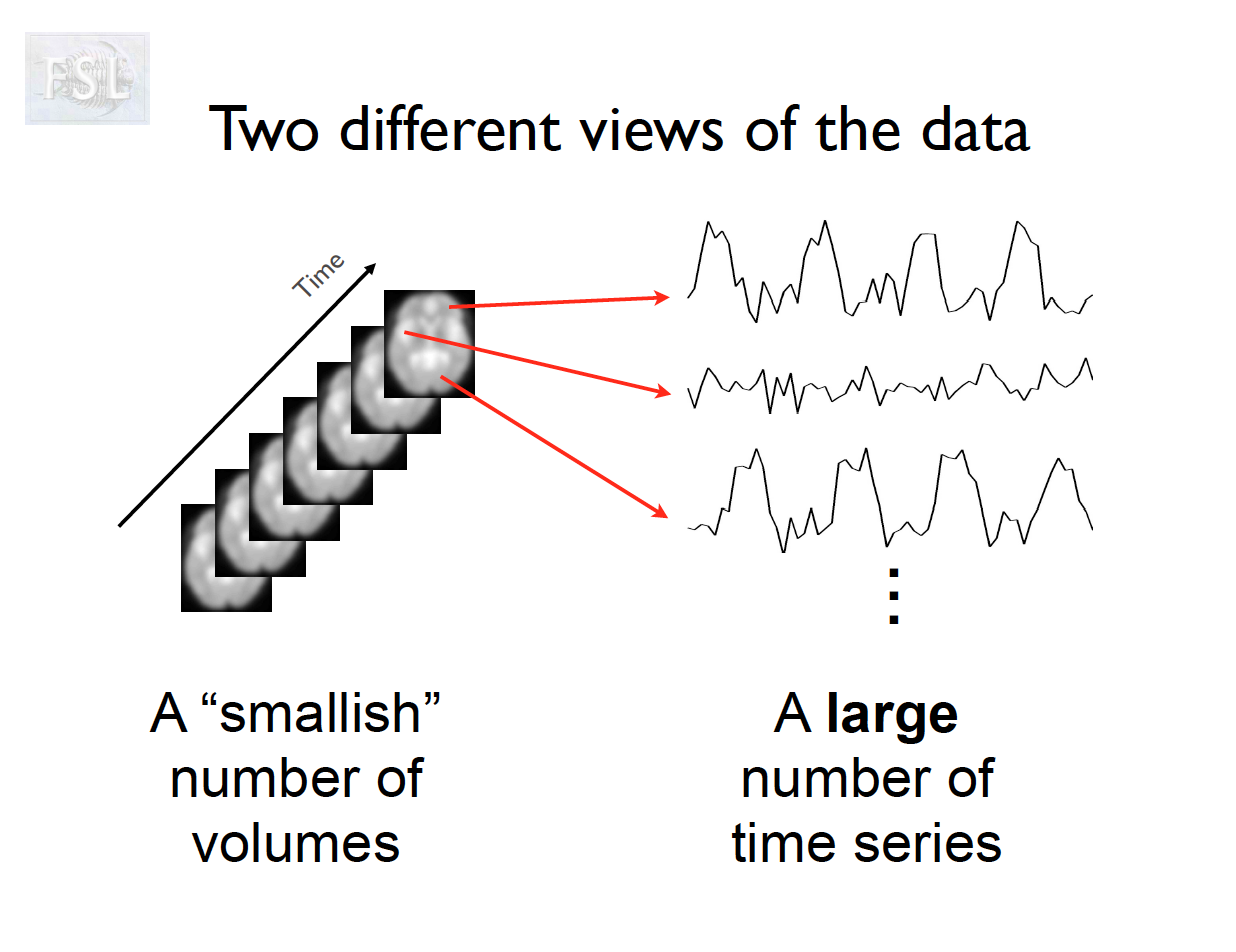 FSL
Two different views of the data
Time
A “smallish”
number of
volumes
A large
number of
time series